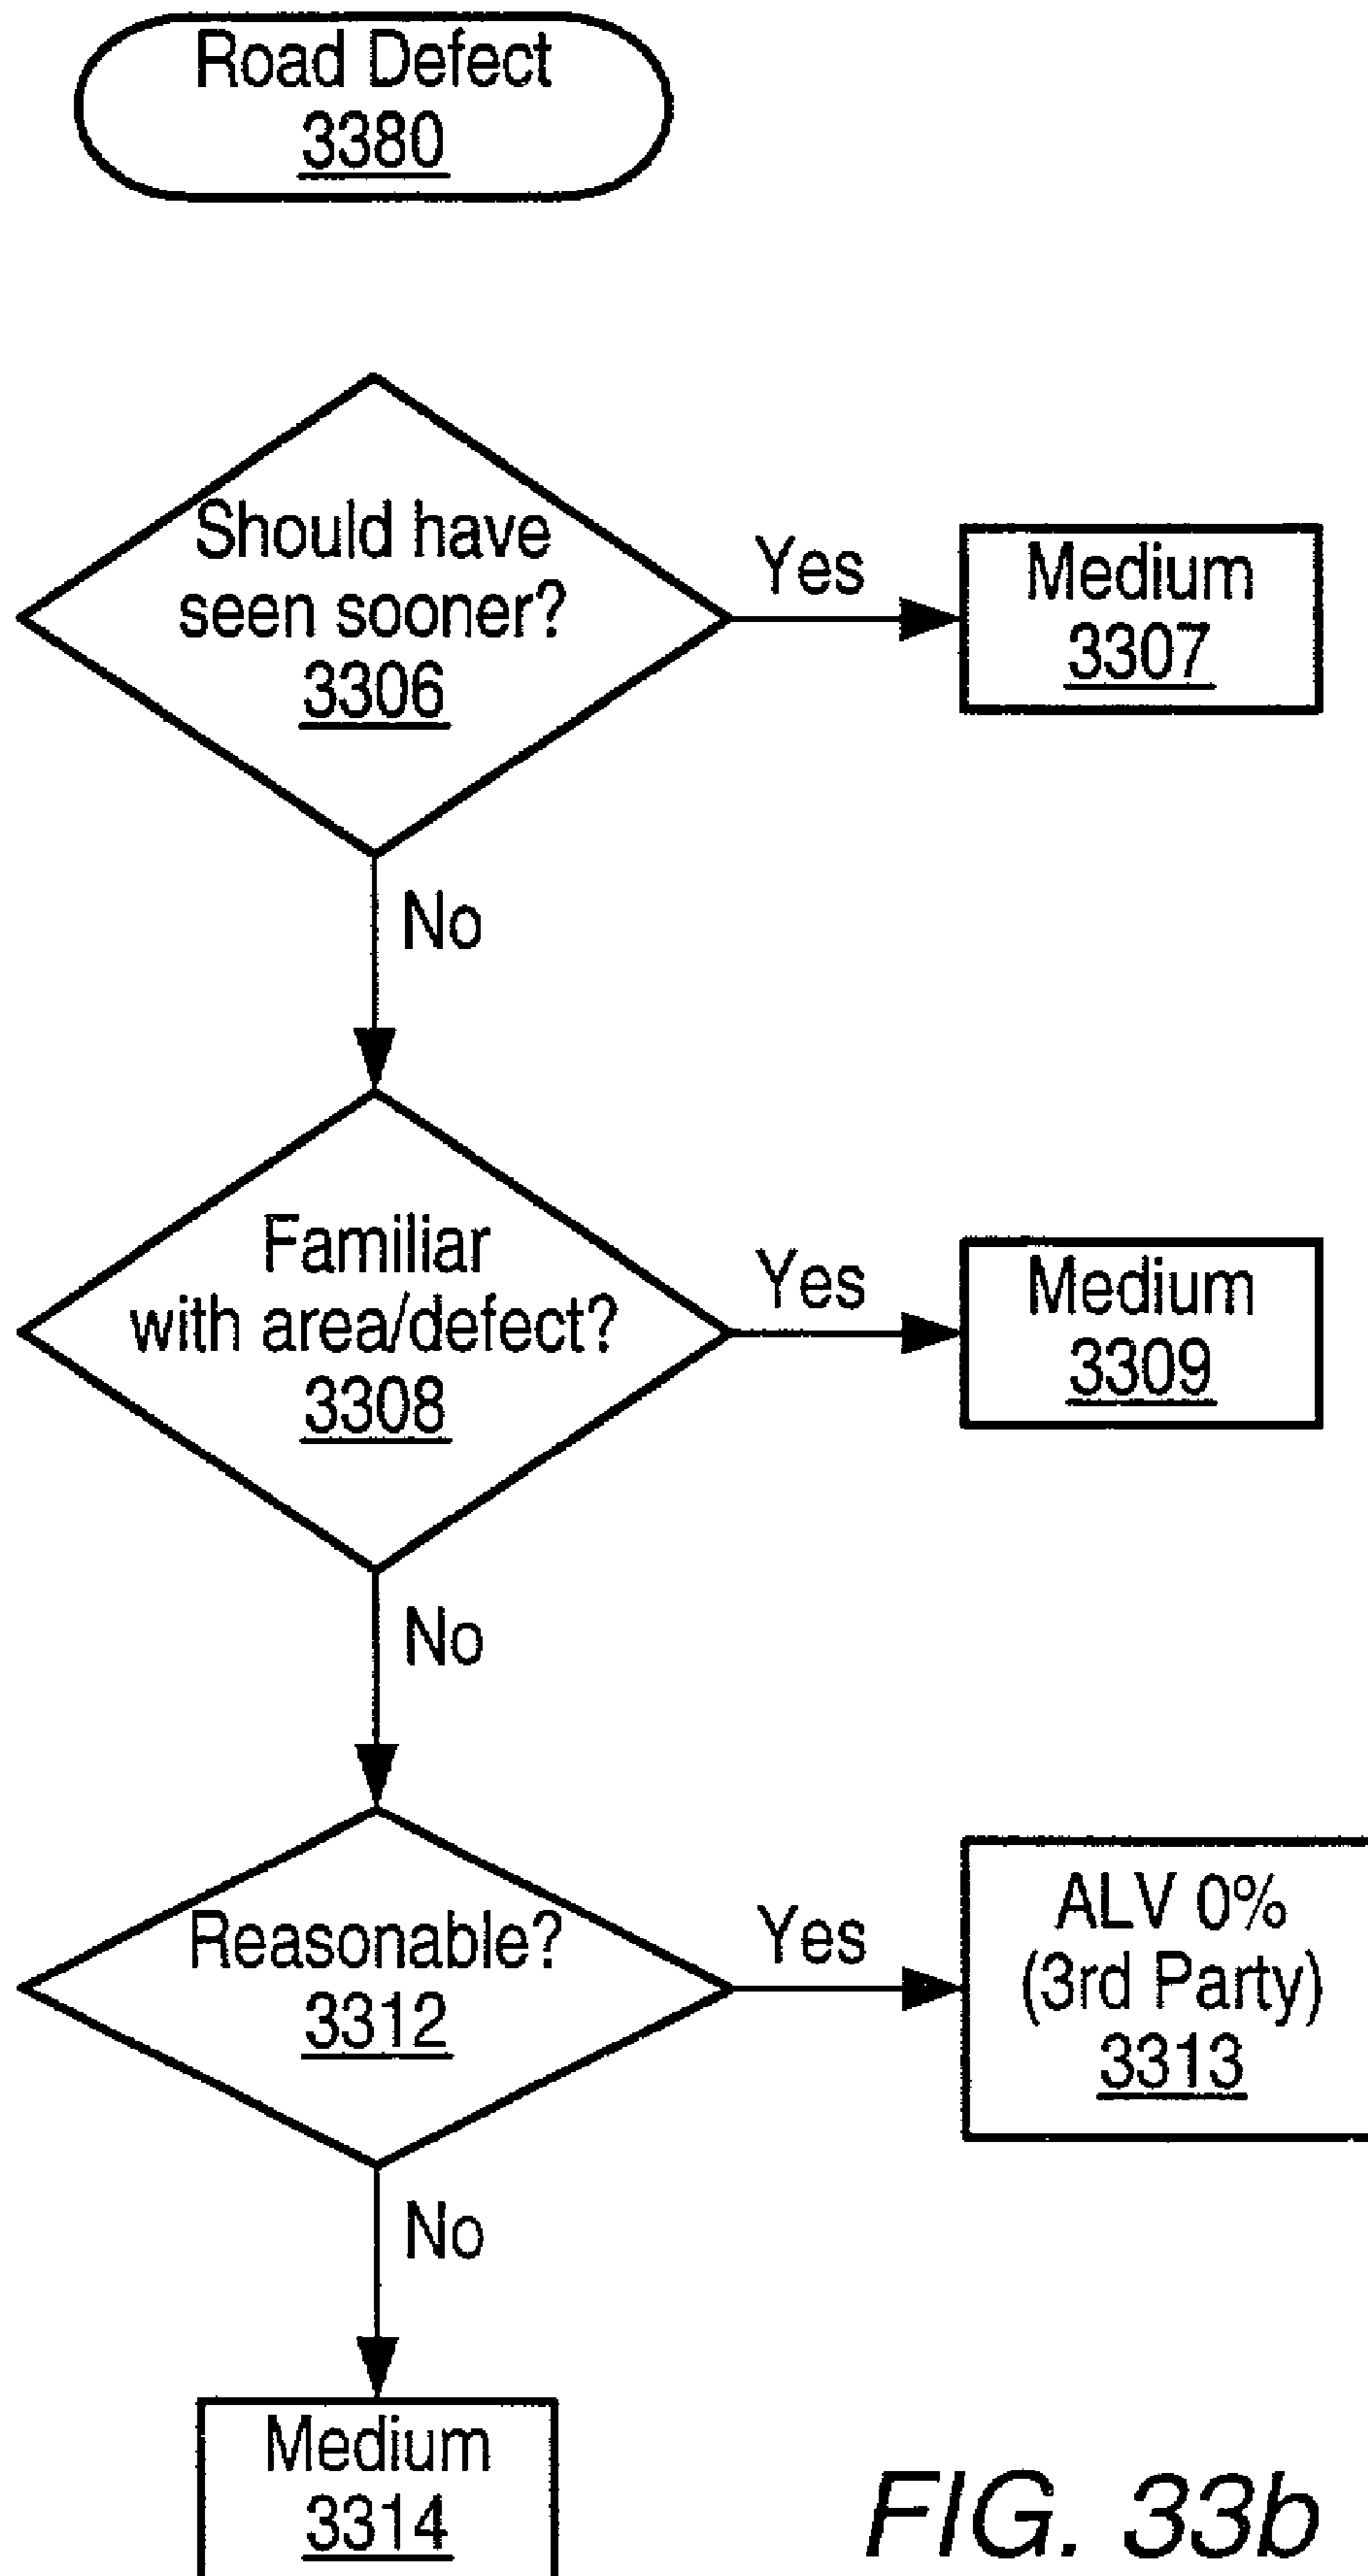 Road Defect
3380
Should have
seen sooner?
3306
Yes
Medium
3307
No
Familiar
with area/defect?
3308
Yes
Medium
3309
No
Reasonable?
3312
Yes
ALV 0%
(3rd Party)
3313
No
Medium
3314
FIG. 33b